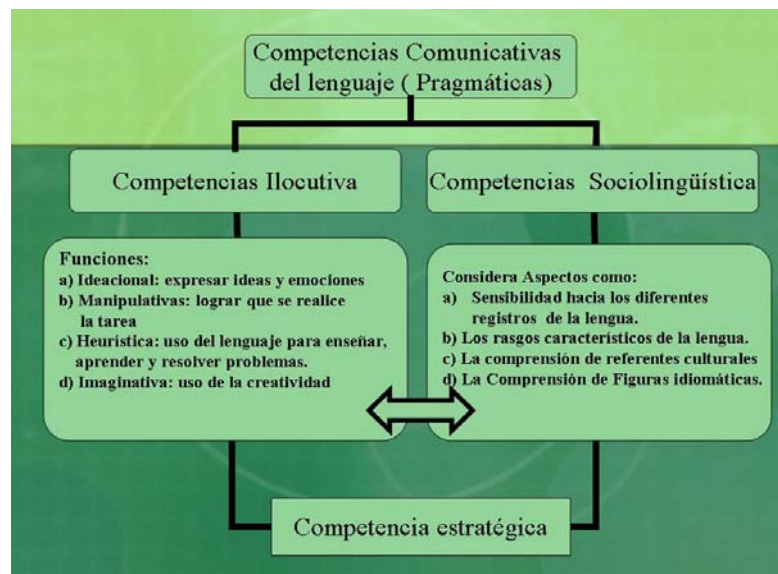 Competencias Comunicativas
del lenguaje ( Pragmáticas)
Competencias Ilocutiva
Competencias Sociolingüística
Funciones:
a) Ideacional: expresar ideas y emociones
b) Manipulativas: lograr que se realice
la tarea
c) Heurística: uso del lenguaje para enseñar,
aprender y resolver problemas.
d) Imaginativa: uso de la creatividad
Considera Aspectos como:
a) Sensibilidad hacia los diferentes
registros de la lengua.
b) Los rasgos característicos de la lengua.
c) La comprensión de referentes culturales
d) La Comprensión de Figuras idiomáticas.
Competencia estratégica